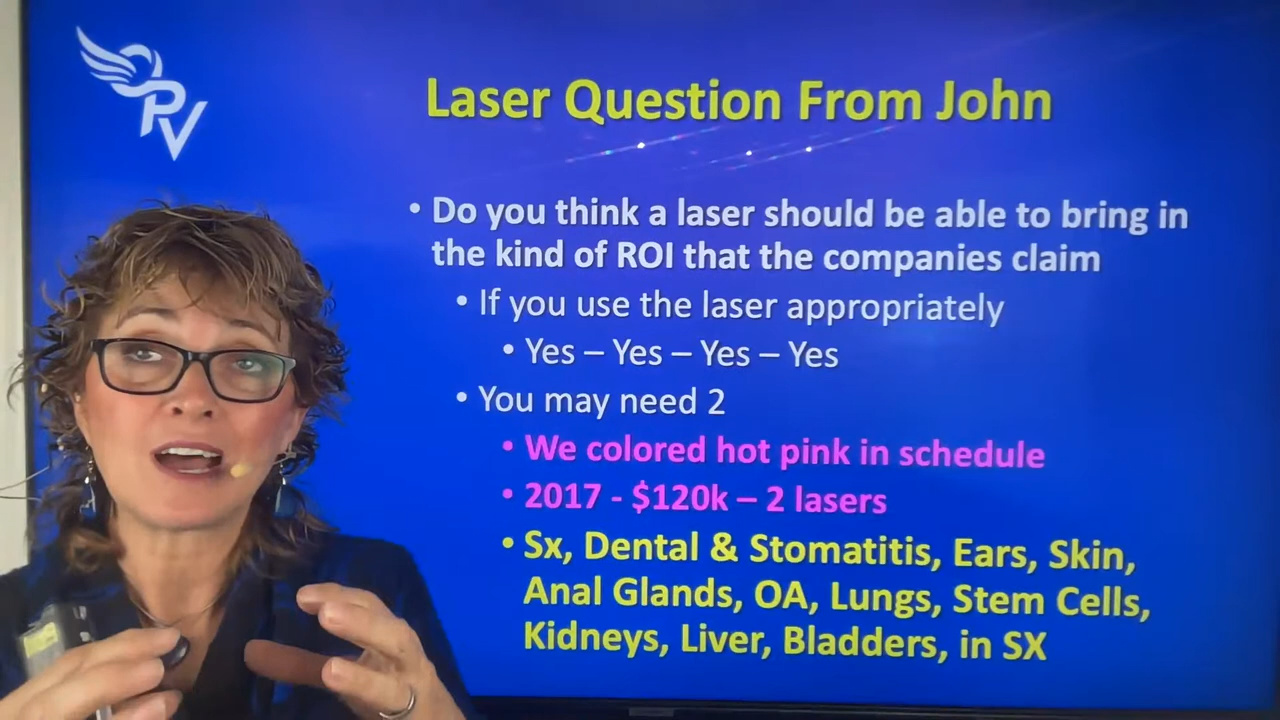 RV
Laser Question From John
• Do you think a laser should be able to bring in
the kind of ROI that the companies claim
• If you use the laser appropriately
• Yes – Yes – Yes – Yes
• You may need 2
• We colored hot pink in schedule
• 2017 - $120k – 2 lasers
• Sx, Dental & Stomatitis, Ears, Skin,
Anal Glands, OA, Lungs, Stem Cells,
Kidneys, Liver, Bladders, in SX